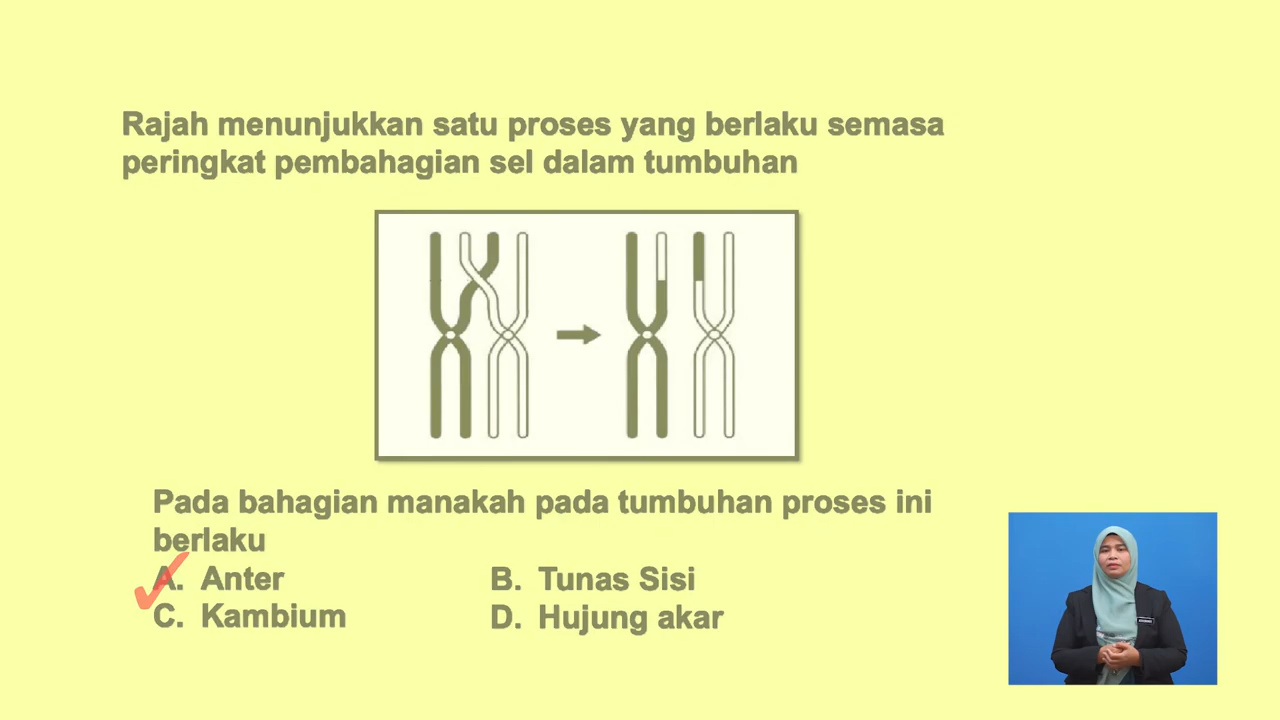 Rajah menunjukkan satu proses yang berlaku semasa
peringkat pembahagian sel dalam tumbuhan
Pada bahagian manakah pada tumbuhan proses ini
berlaku
A. Anter
B. Tunas Sisi
C. Kambium
D. Hujung akar